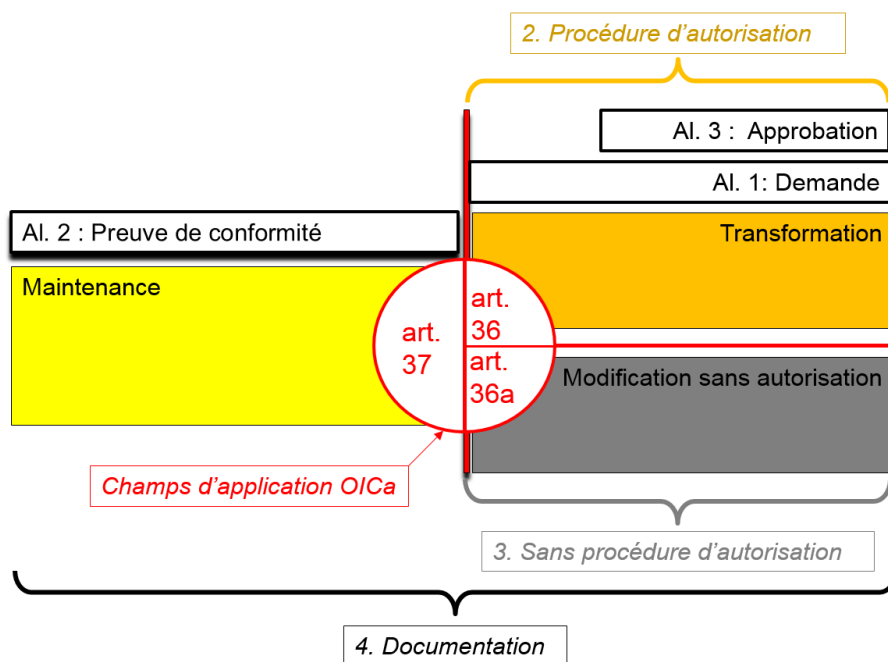 2. Procédure d’autorisation
Al. 3 :  Approbation
Al. 1: Demande
Al. 2 : Preuve de conformité
Transformation
Maintenance
art.
36
art.
37
art.
36a
Modification sans autorisation
Champs d’application OICa
3. Sans procédure d’autorisation
4. Documentation